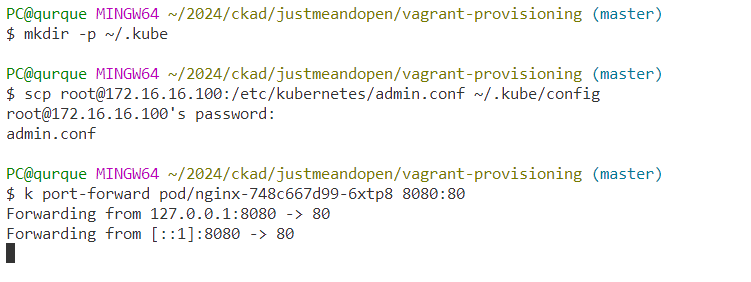 PC@qurque MINGW64 ~/2024/ckad/justmeandopen/vagrant-provisioning (master)
$ mkdir -p ~/.kube
PC@qurque MINGW64 ~/2024/ckad/justmeandopen/vagrant-provisioning (master)
$ scp root@172.16.16.100:/etc/kubernetes/admin.conf ~/.kube/config
root@172.16.16.100's password:
admin.conf
PC@qurque MINGW64 ~/2024/ckad/justmeandopen/vagrant-provisioning (master)
$ k port-forward pod/nginx-748c667d99-6xtp8 8080:80
Forwarding from 127.0.0.1:8080 -> 80
Forwarding from [::1]:8080 -> 80